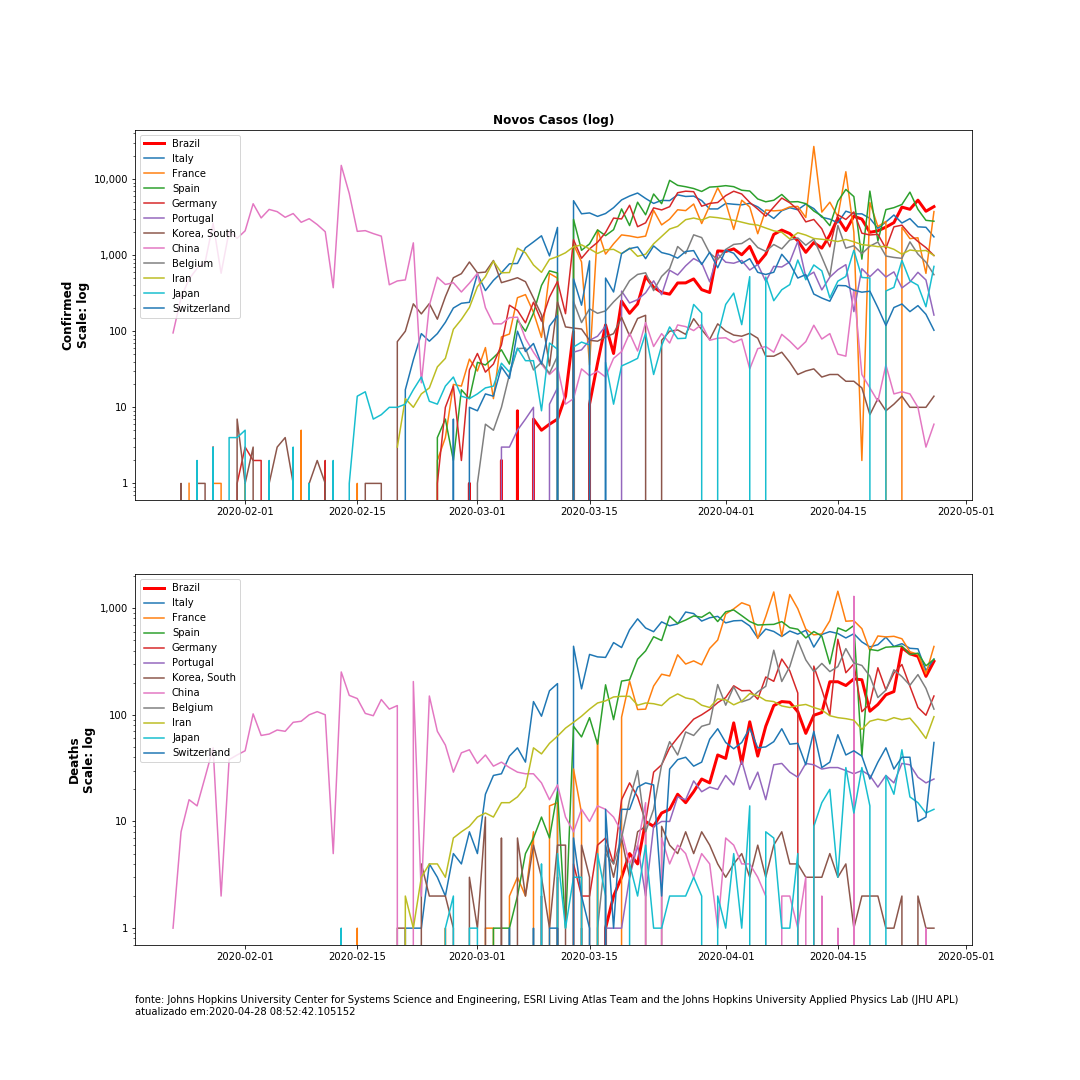 Novos Casos (log)
Confirmed
Scale: log
10,000
1,000
100
10
1
Brazil
Italy
France
Spain
Germany
Portugal
Korea, South
China
Belgium
Iran
Japan
Switzerland
2020-02-01
2020-02-15
2020-03-01
2020-03-15
2020-04-01
2020-04-15
2020-05-01
Deaths
Scale: log
1,000
100
10
1
Brazil
Italy
France
Spain
Germany
Portugal
Korea, South
China
Belgium
Iran
Japan
Switzerland
2020-02-01
2020-02-15
2020-03-01
2020-03-15
2020-04-01
2020-04-15
2020-05-01
fonte: Johns Hopkins University Center for Systems Science and Engineering, ESRI Living Atlas Team and the Johns Hopkins University Applied Physics Lab (JHU APL)
atualizado em:2020-04-28 08:52:42.105152